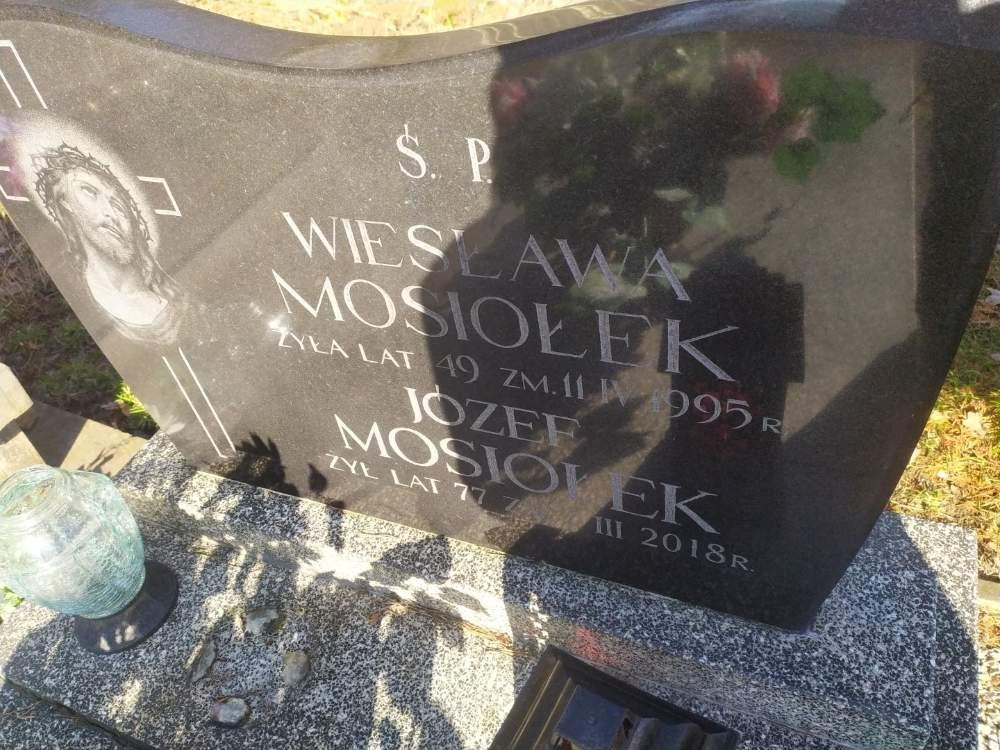 Ś. P.
WIESŁAWA
MOSIOŁEK
ŻYŁA LAT 49 ZM. 11 IV 1995 R
JÓZEF
MOSIOŁEK
ŻYŁ LAT 77 III 2018 R.